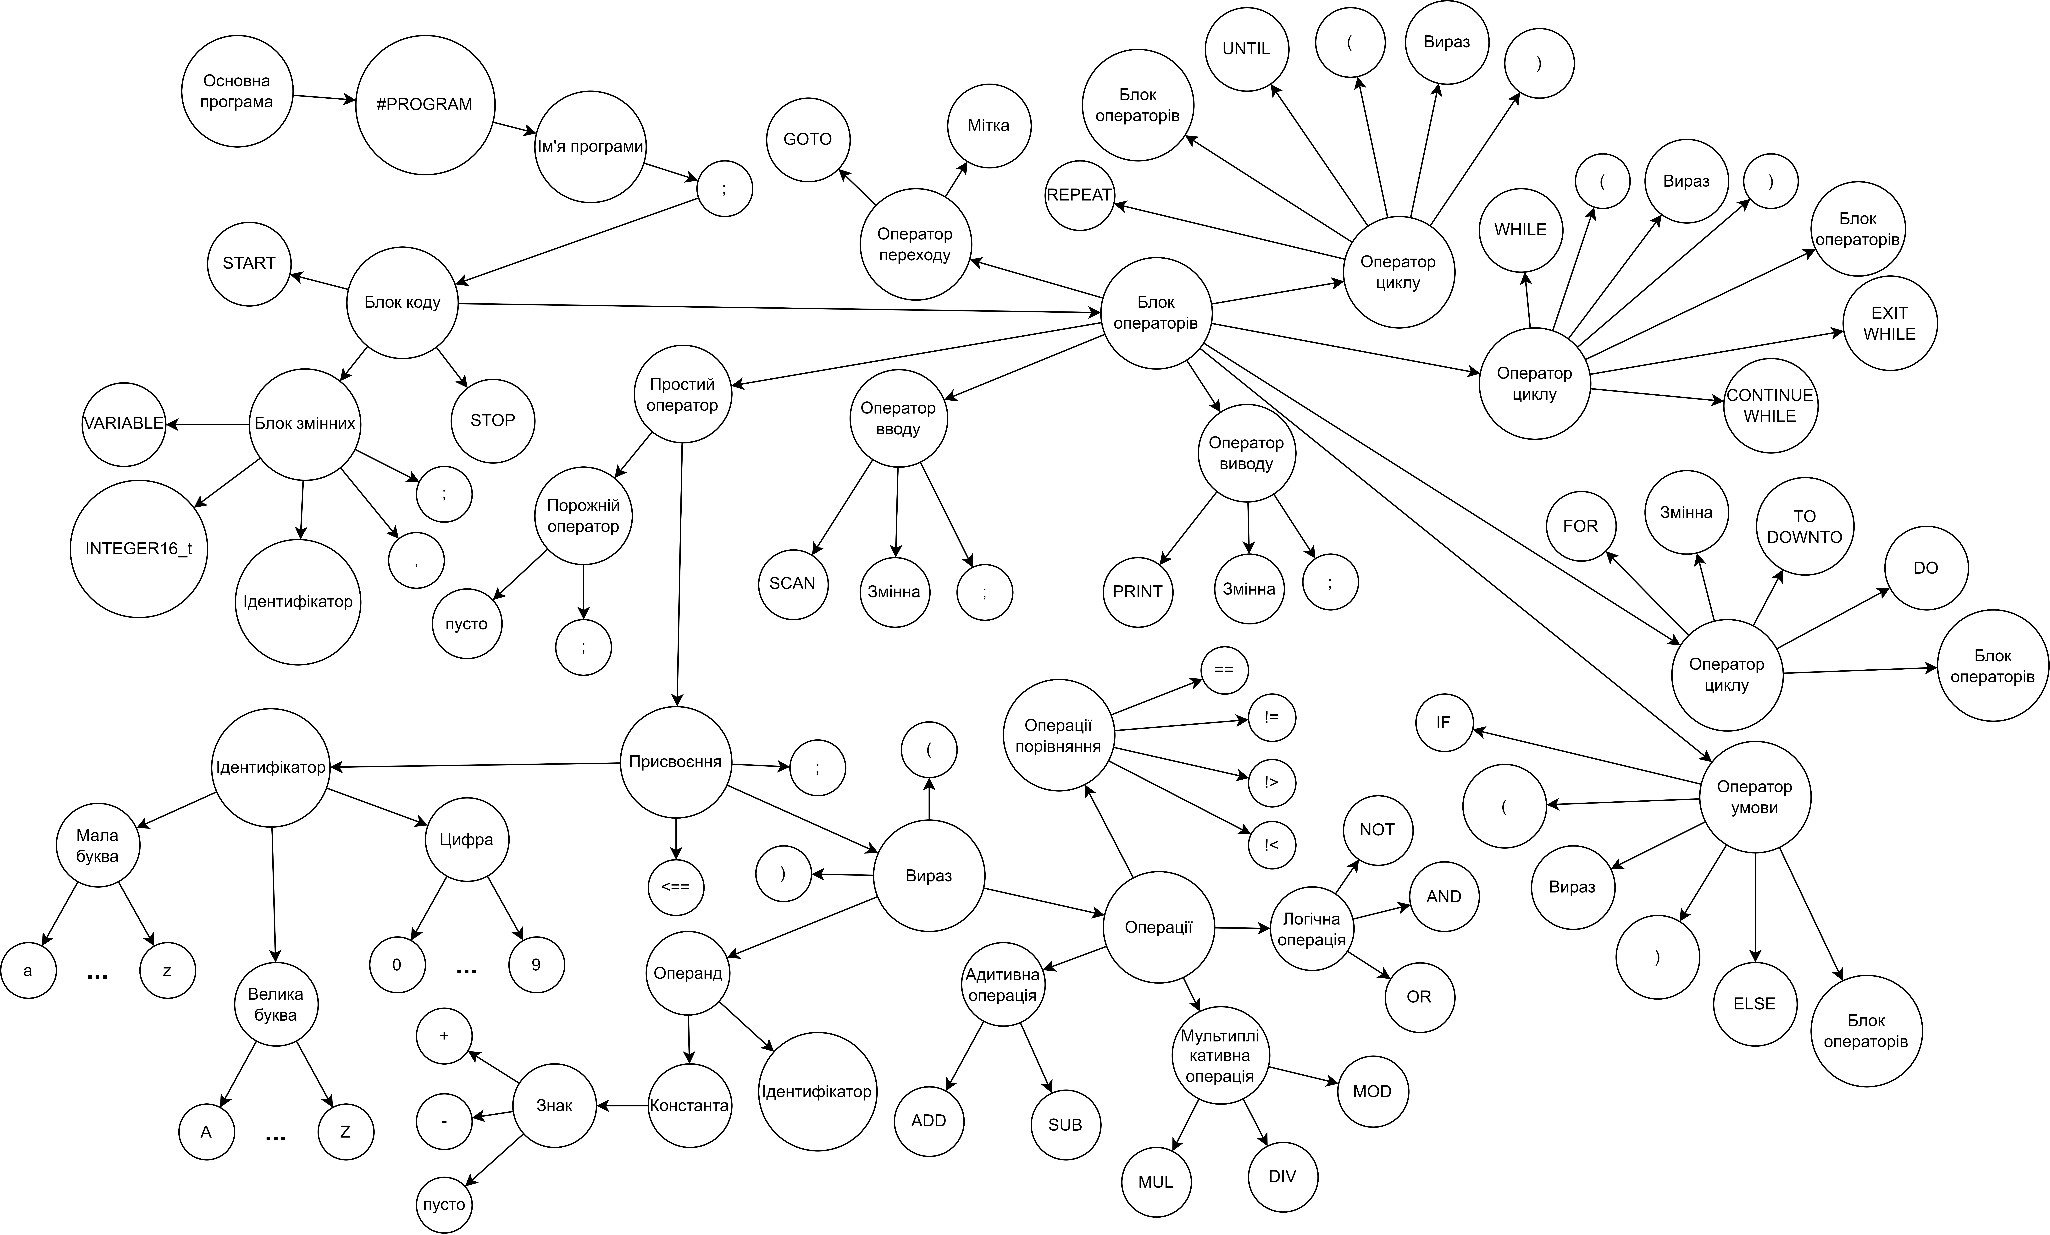 Основна
програма
#PROGRAM
Ім'я програми
;
GOTO
Мітка
Оператор
переходу
Блок
операторів
UNTIL
(
Вираз
)
REPEAT
Оператор
циклу
WHILE
(
Вираз
)
Блок
операторів
EXIT
WHILE
CONTINUE
WHILE
Оператор
циклу
START
Блок коду
Блок
операторів
VARIABLE
Блок змінних
STOP
INTEGER16_t
Ідентифікатор
,
;
Простий
оператор
Порожній
оператор
пусто
;
Оператор
вводу
SCAN
Змінна
;
Оператор
виводу
PRINT
Змінна
;
FOR
Змінна
TO
DOWNTO
DO
Оператор
циклу
Блок
операторів
Ідентифікатор
Присвоєння
;
<==
Мала
буква
a
...
z
Велика
буква
A
...
Z
Цифра
0
...
9
(
)
Вираз
Операнд
Константа
Ідентифікатор
Знак
+
-
пусто
Операції
порівняння
==
!=
!>
!<
Операції
Логічна
операція
NOT
AND
OR
Адитивна
операція
ADD
SUB
Мультиплі
кативна
операція
MUL
DIV
MOD
IF
(
Вираз
)
ELSE
Оператор
умови
Блок
операторів